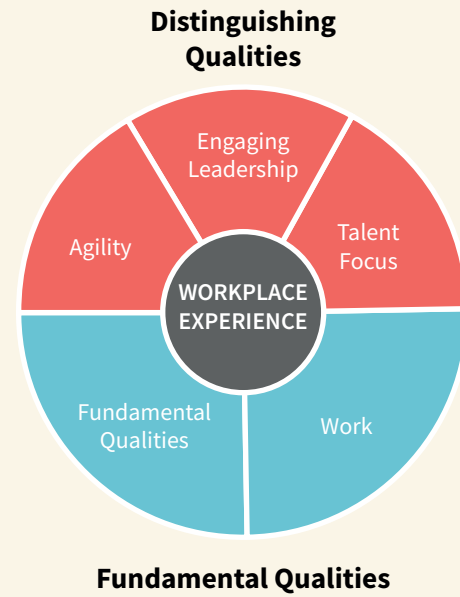 Distinguishing
Qualities
Engaging
Leadership
Agility
Talent
Focus
WORKPLACE
EXPERIENCE
Fundamental
Qualities
Work
Fundamental Qualities